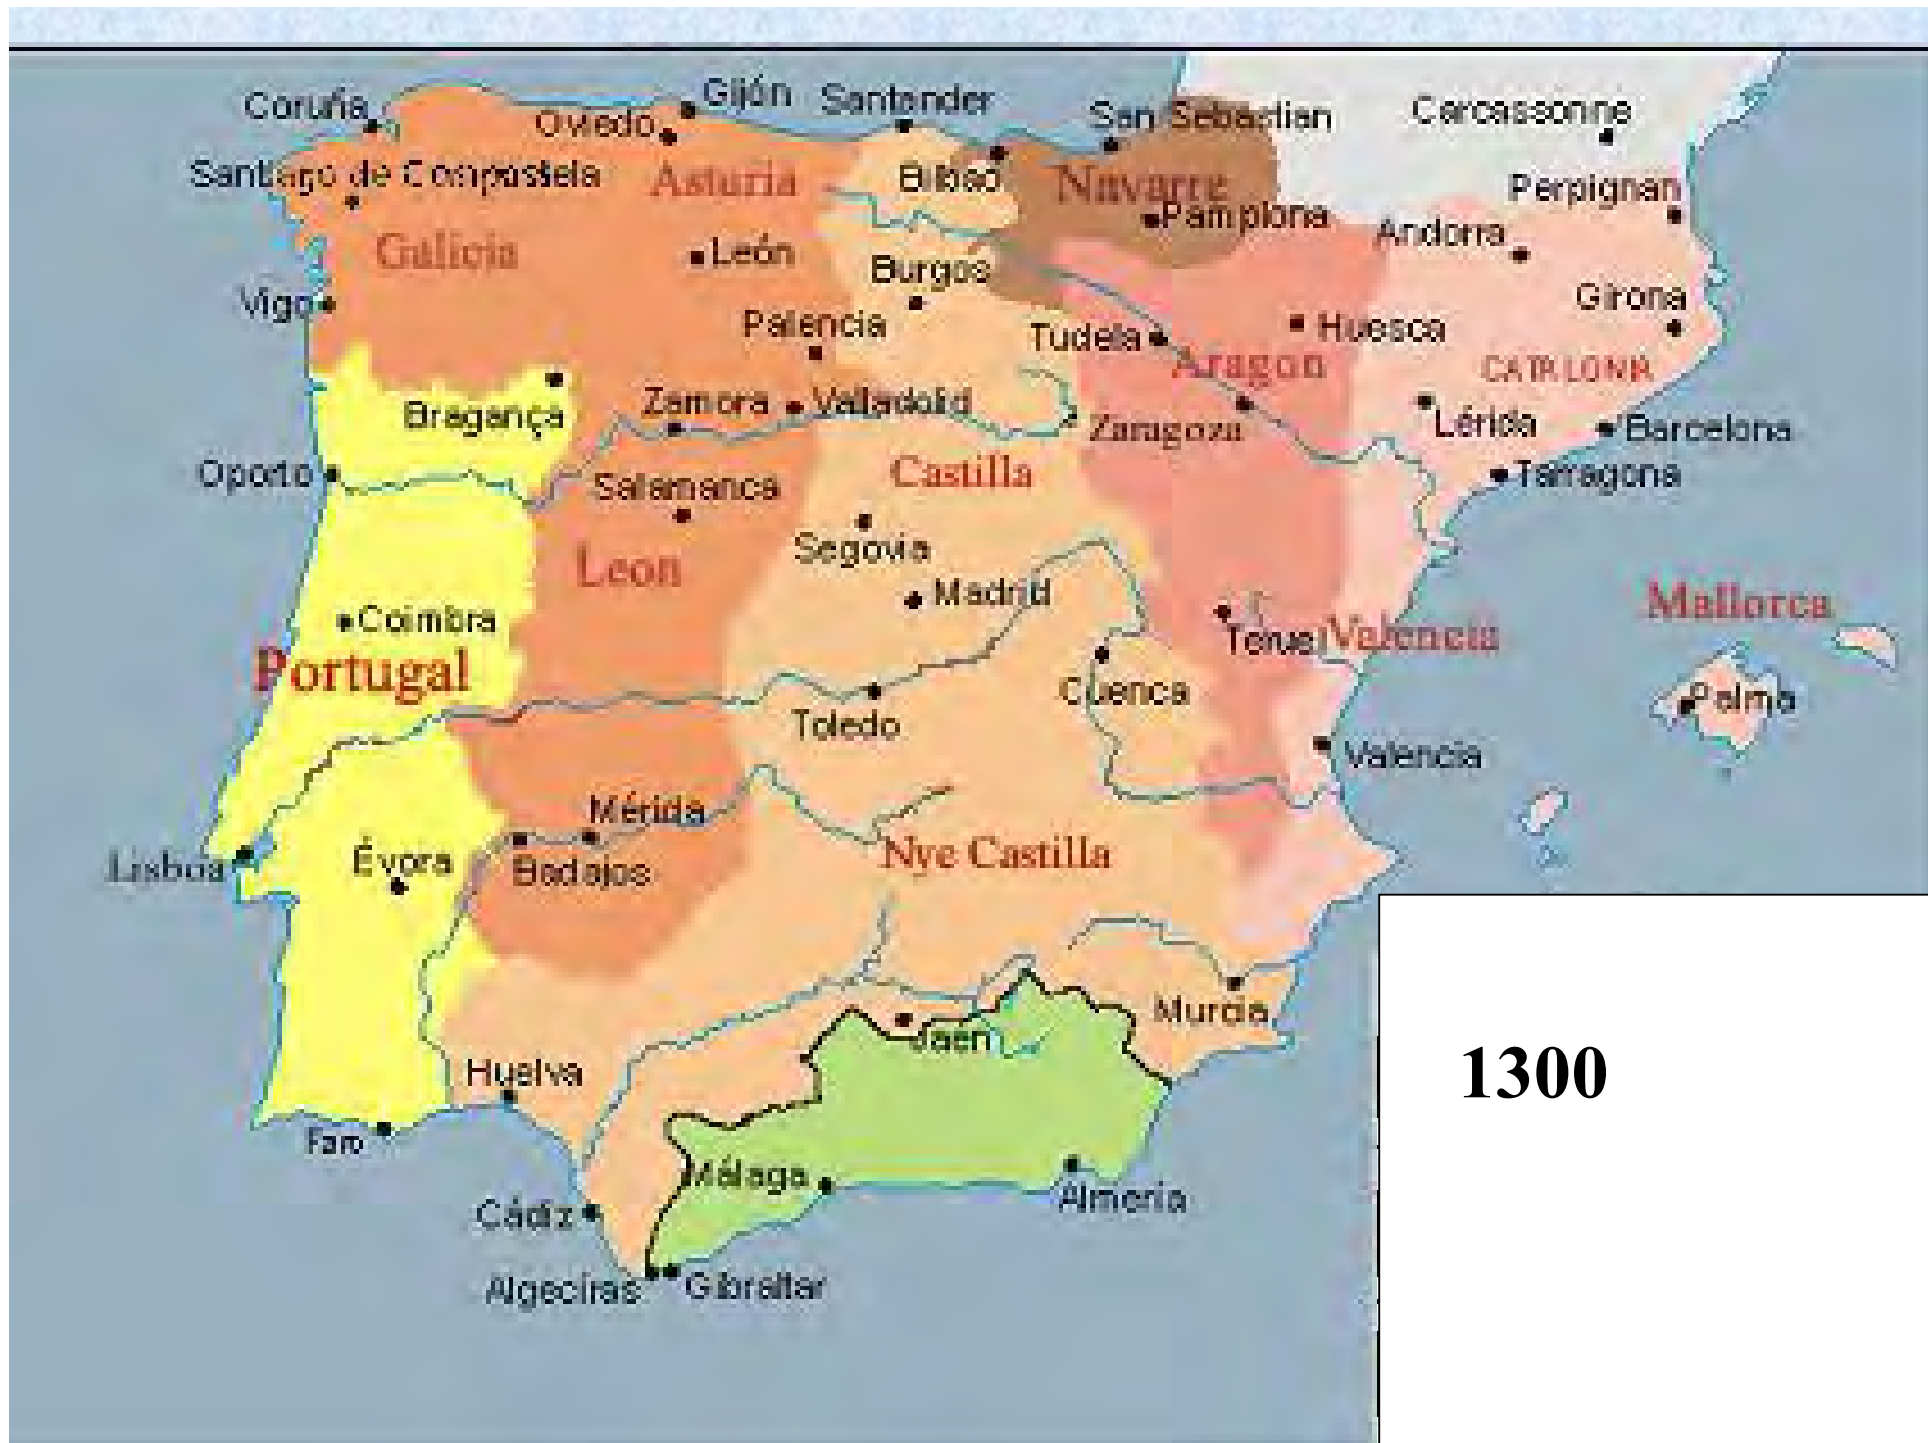 Gijón
Santander
Coruña
San Sebastian
Carcassonne
Oviedo
Santiago de Compostela
Asturia
Bilbao
Navarre
Perpignan
Pamplona
Andorra
Galicia
León
Burgos
Vigo
Girona
Palencia
Tudela
Huesca
Aragon
CATALONIA
Zamora
Valladolid
Bragança
Zaragoza
Lérida
Barcelona
Oporto
Castilla
Tarragona
Salamanca
Segovia
Leon
Madrid
Mallorca
Coimbra
Teruel
Valencia
Portugal
Cuenca
Palma
Toledo
Valencia
Mérida
Nye Castilla
Lisboa
Évora
Badajos
Murcia
Jaén
Huelva
1300
Faro
Málaga
Almeria
Cádiz
Algeciras
Gibraltar